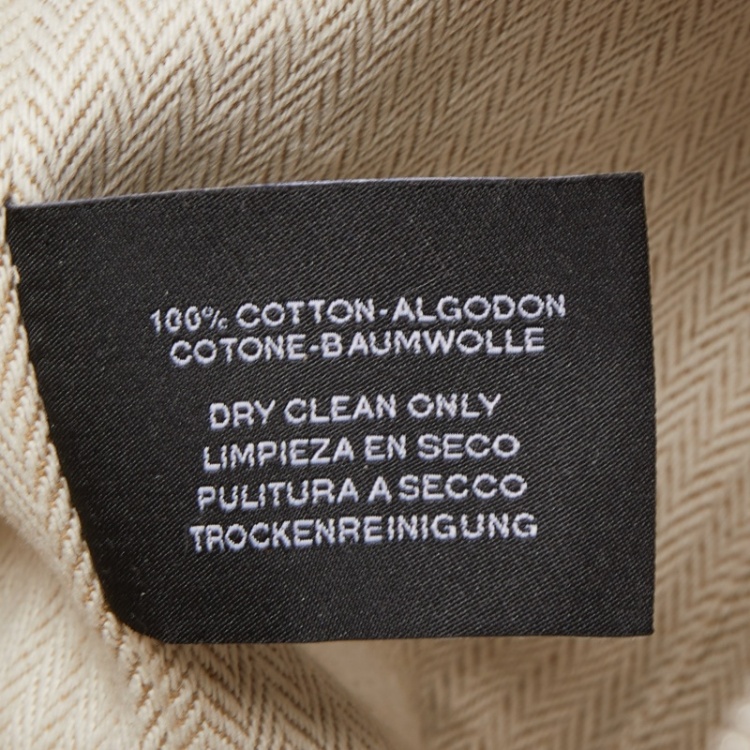 100% COTTON-ALGODON
COTONE-BAUMWOLLE
DRY CLEAN ONLY
LIMPIEZA EN SECO
PULITURA A SECCO
TROCKENREINIGUNG